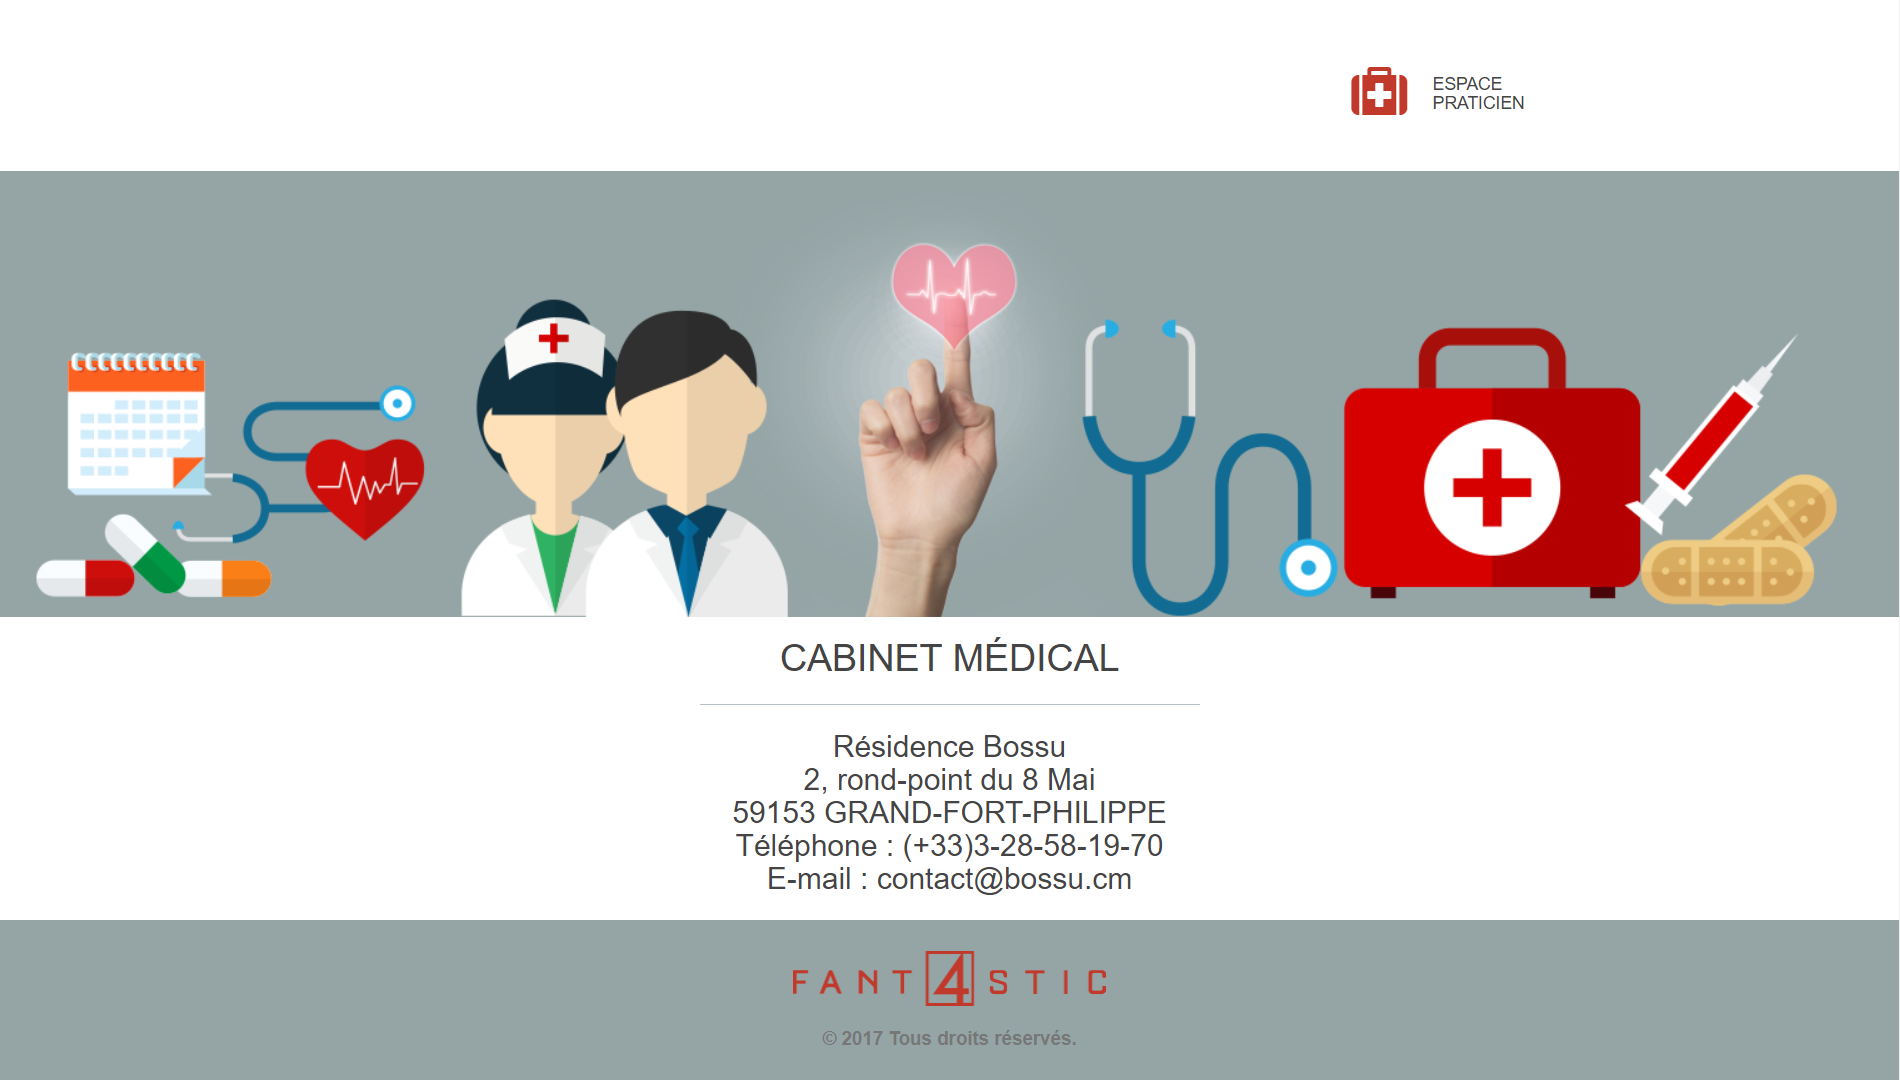 ESPACE
PRATICIEN
CABINET MÉDICAL
Résidence Bossu
2, rond-point du 8 Mai
59153 GRAND-FORT-PHILIPPE
Téléphone : (+33)3-28-58-19-70
E-mail : contact@bossu.cm
FANT4STIC
© 2017 Tous droits réservés.